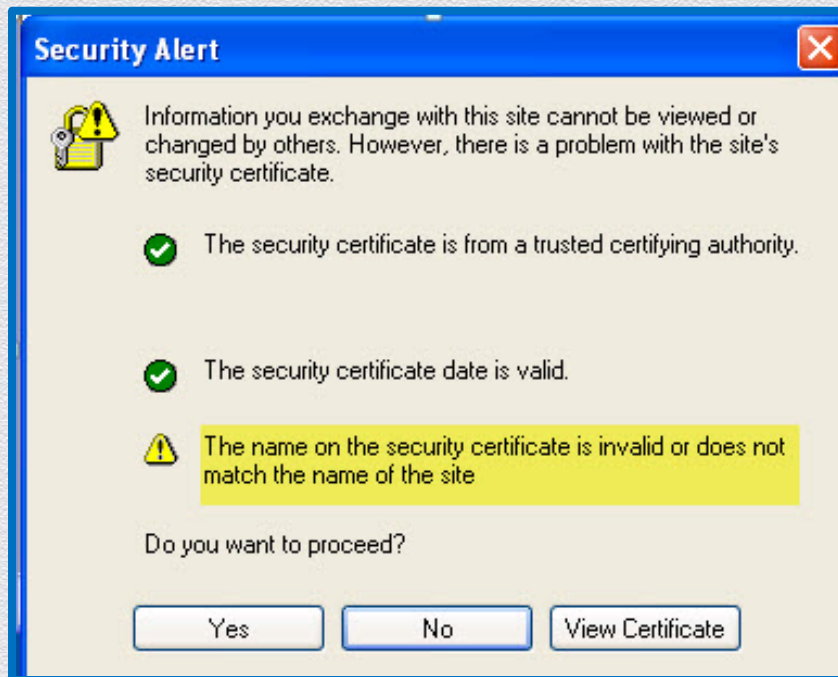 Security Alert
Information you exchange with this site cannot be viewed or
changed by others. However, there is a problem with the site's
security certificate.
The security certificate is from a trusted certifying authority.
The security certificate date is valid.
The name on the security certificate is invalid or does not
match the name of the site
Do you want to proceed?
Yes No View Certificate